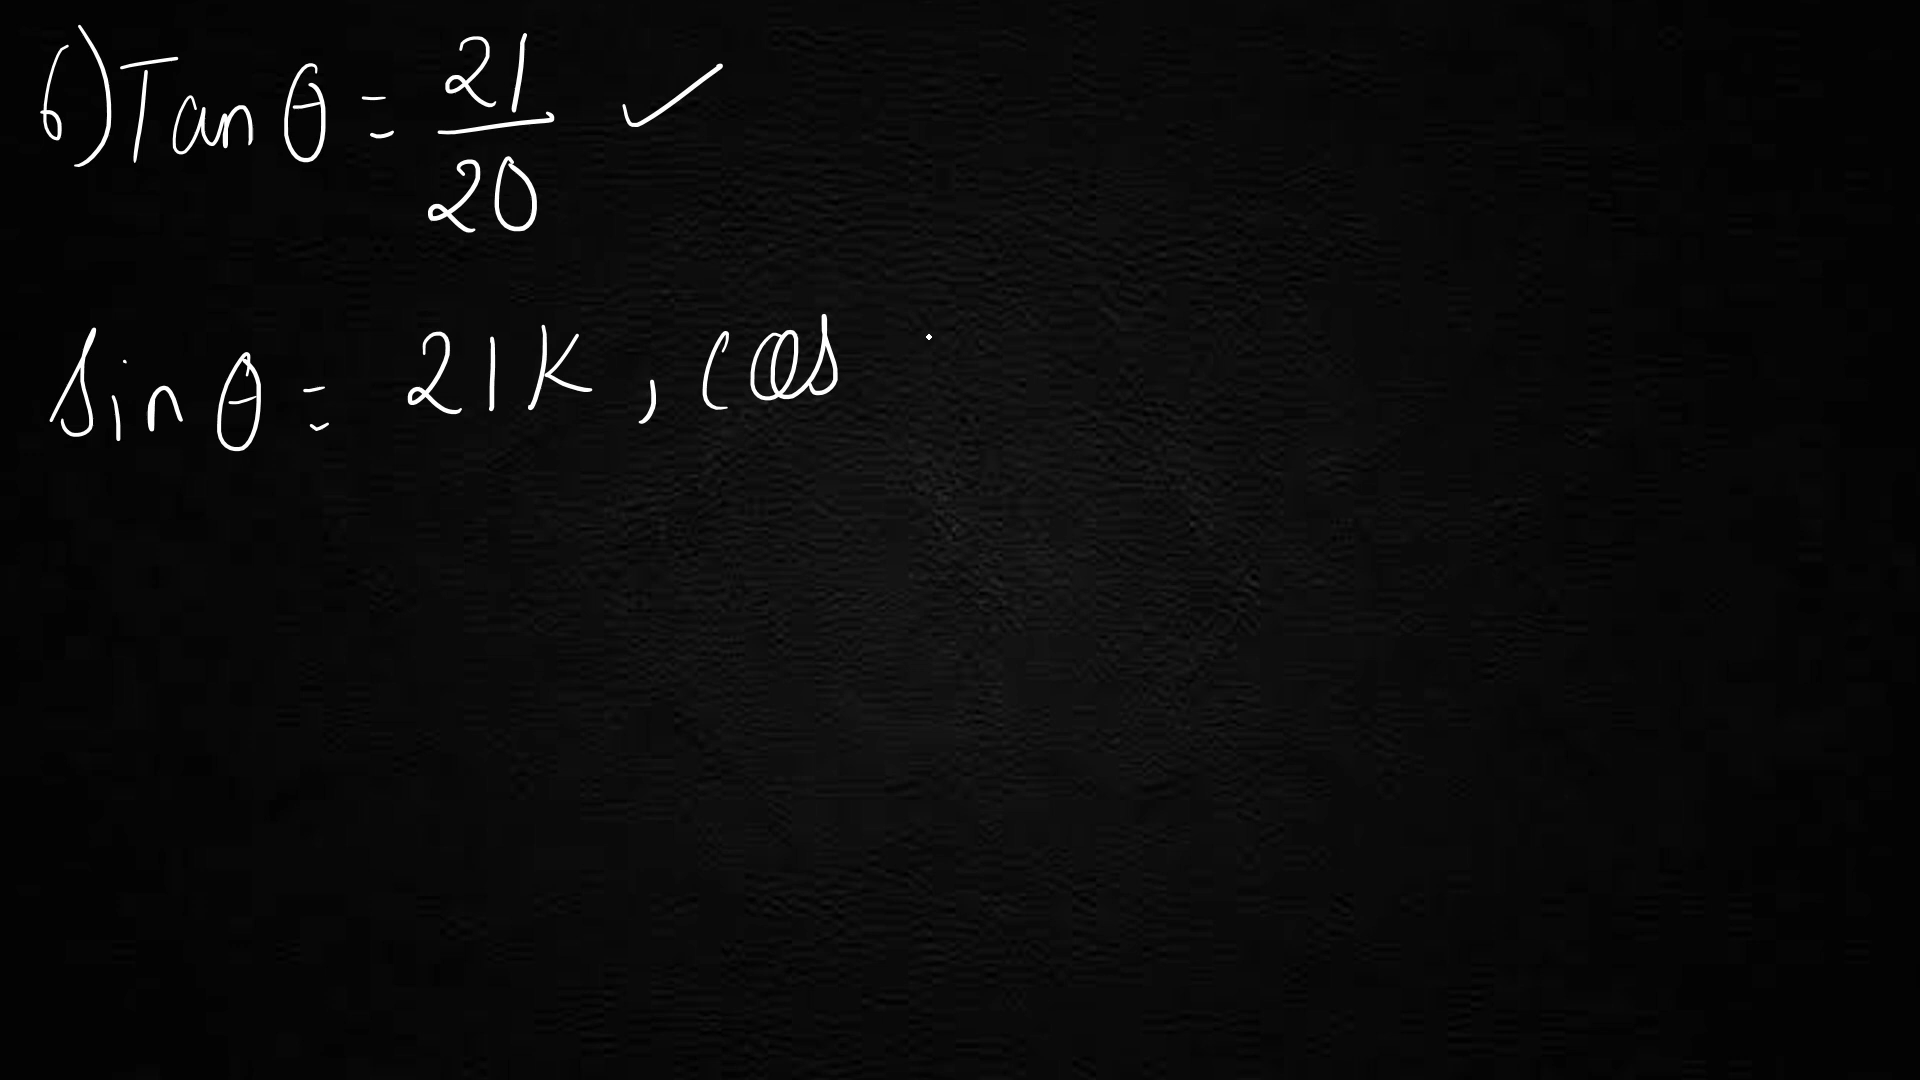 6) Tan θ = 21/20 ✓
Sin θ = 21K, cos